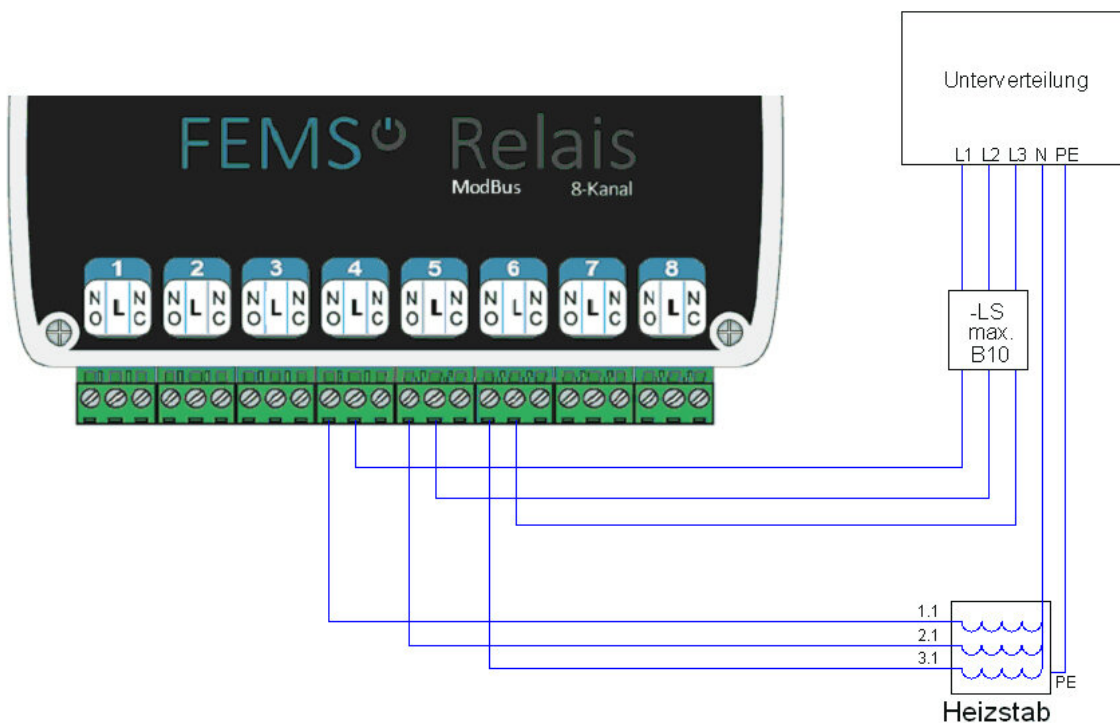 Unterverteilung
L1 L2 L3 N PE
FEMS Relais
ModBus 8-Kanal
1 2 3 4 5 6 7 8
NO L NC NO L NC NO L NC NO L NC NO L NC NO L NC NO L NC NO L NC
-LS
max.
B10
1.1
2.1
3.1
PE
Heizstab